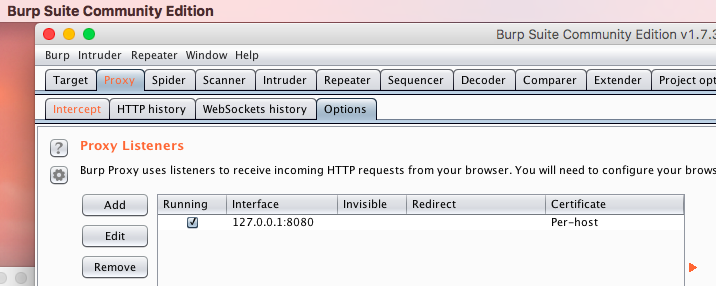 Burp Suite Community Edition
Burp Suite Community Edition v1.7.3
Burp Intruder Repeater Window Help
Target Proxy Spider Scanner Intruder Repeater Sequencer Decoder Comparer Extender Project opt
Intercept HTTP history WebSockets history Options
? Proxy Listeners
Burp Proxy uses listeners to receive incoming HTTP requests from your browser. You will need to configure your brows
Add Running Interface Invisible Redirect Certificate
127.0.0.1:8080 Per-host
Edit
Remove